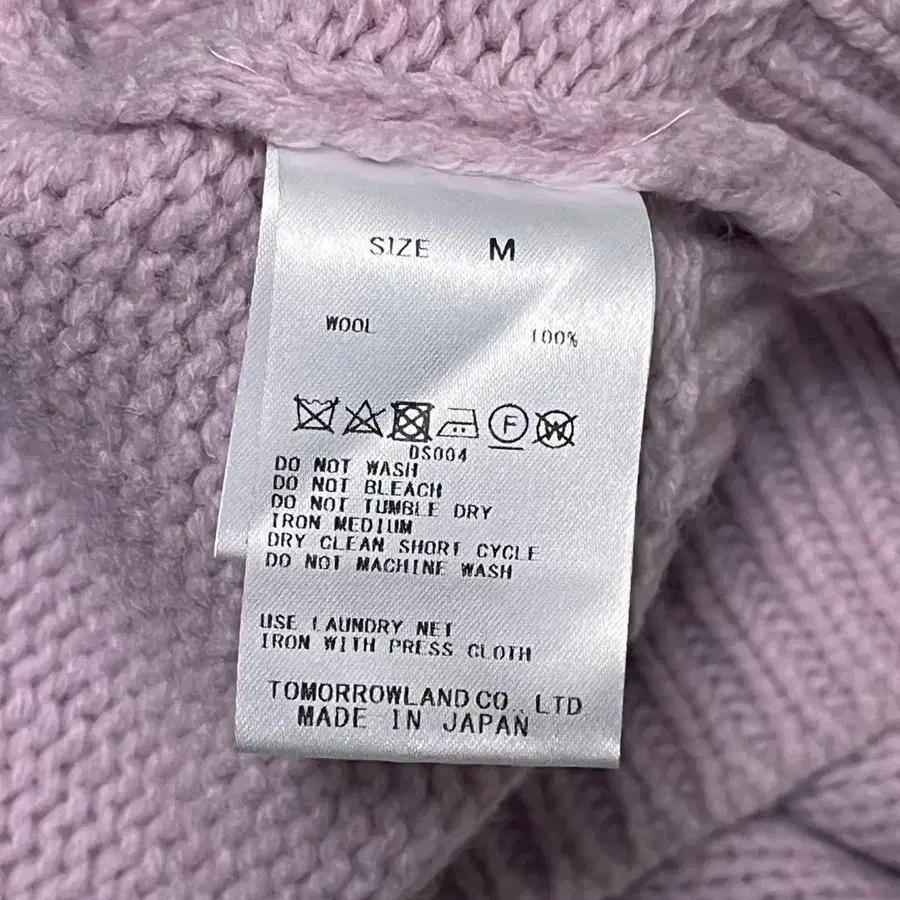 SIZE M
WOOL 100%
F W
DS004
DO NOT WASH
DO NOT BLEACH
DO NOT TUMBLE DRY
IRON MEDIUM
DRY CLEAN SHORT CYCLE
DO NOT MACHINE WASH
USE LAUNDRY NET
IRON WITH PRESS CLOTH
TOMORROWLAND CO., LTD
MADE IN JAPAN